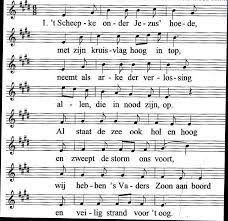 1. 't Scheep - ke on - der Je - zus' hoe - de,
met zijn kruis - vlag hoog in top,
neemt als ar - ke der ver - los - sing
al - len, die in nood zijn, op.
Al staat de zee ook hol en hoog
en zweept de storm ons voort,
wij heb - ben 's Va - ders Zoon aan boord
en vei - lig strand voor 't oog.